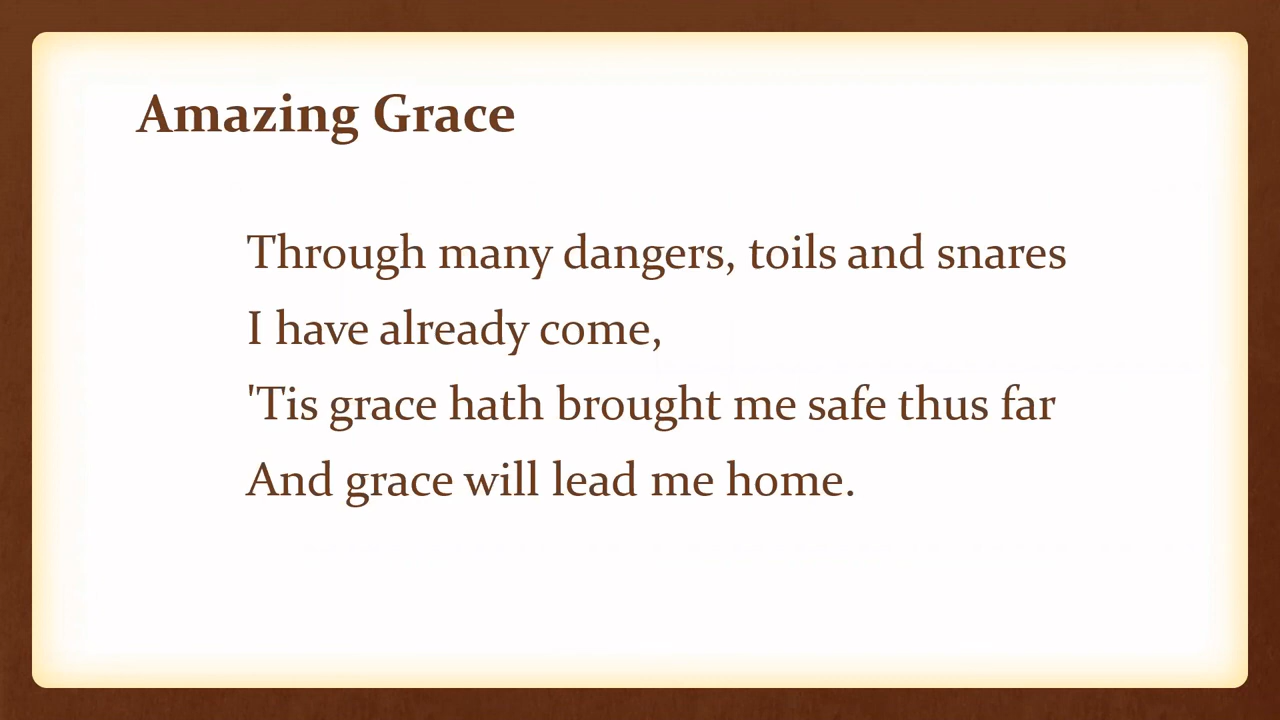 Amazing Grace
Through many dangers, toils and snares
I have already come,
'Tis grace hath brought me safe thus far
And grace will lead me home.